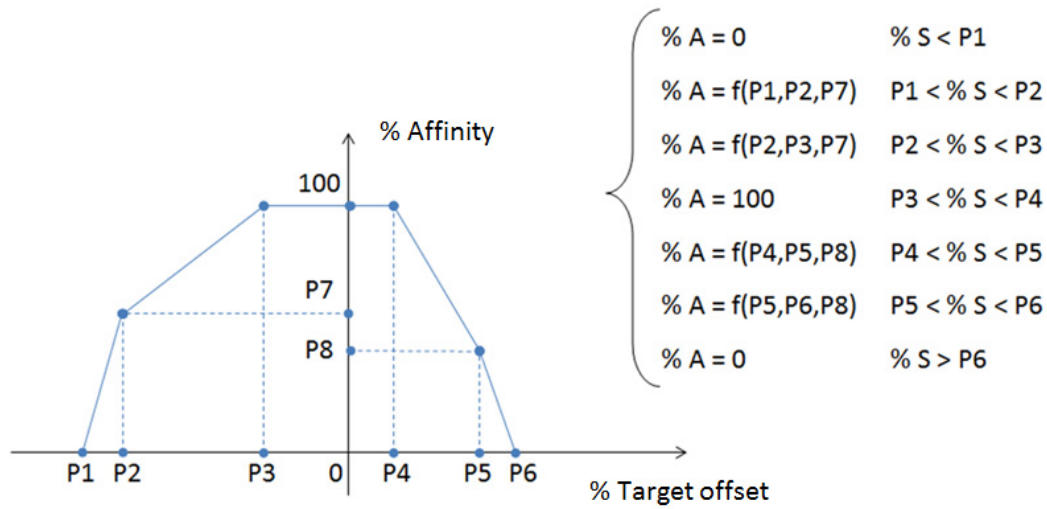 % Affinity
100
P7
P8
P1 P2 P3 0 P4 P5 P6
% Target offset
% A = 0 % S < P1
% A = f(P1,P2,P7) P1 < % S < P2
% A = f(P2,P3,P7) P2 < % S < P3
% A = 100 P3 < % S < P4
% A = f(P4,P5,P8) P4 < % S < P5
% A = f(P5,P6,P8) P5 < % S < P6
% A = 0 % S > P6